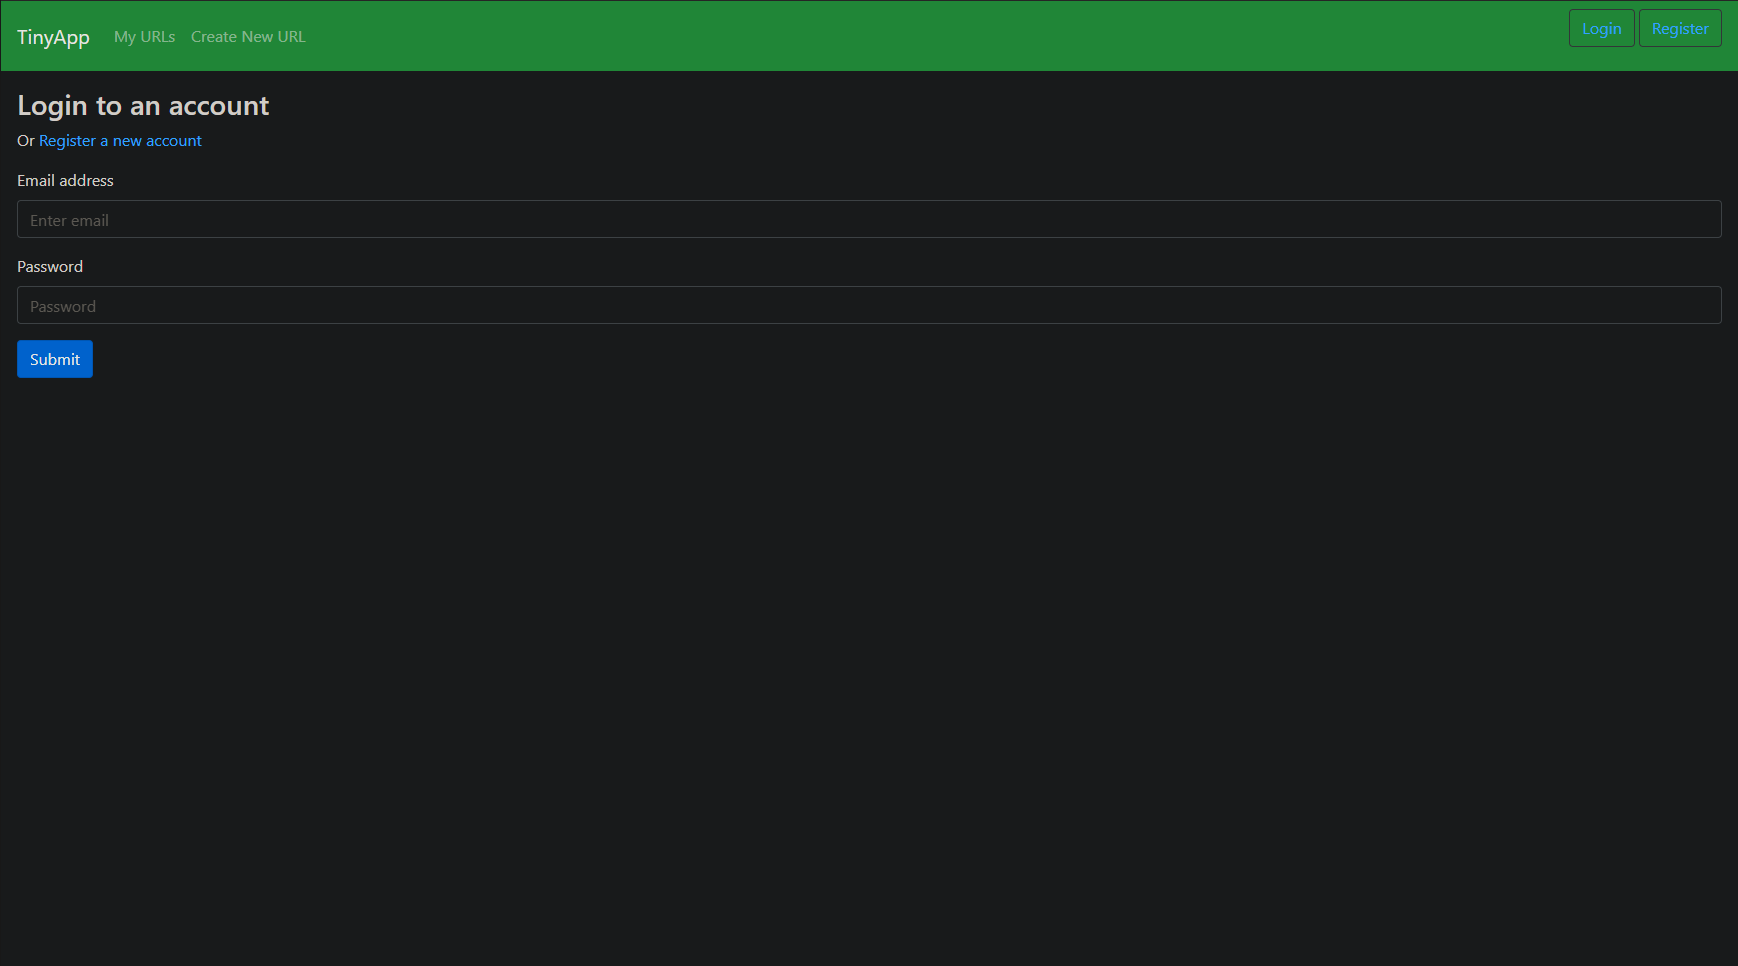 TinyApp My URLs Create New URL Login Register
Login to an account
Or Register a new account
Email address
Enter email
Password
Password
Submit